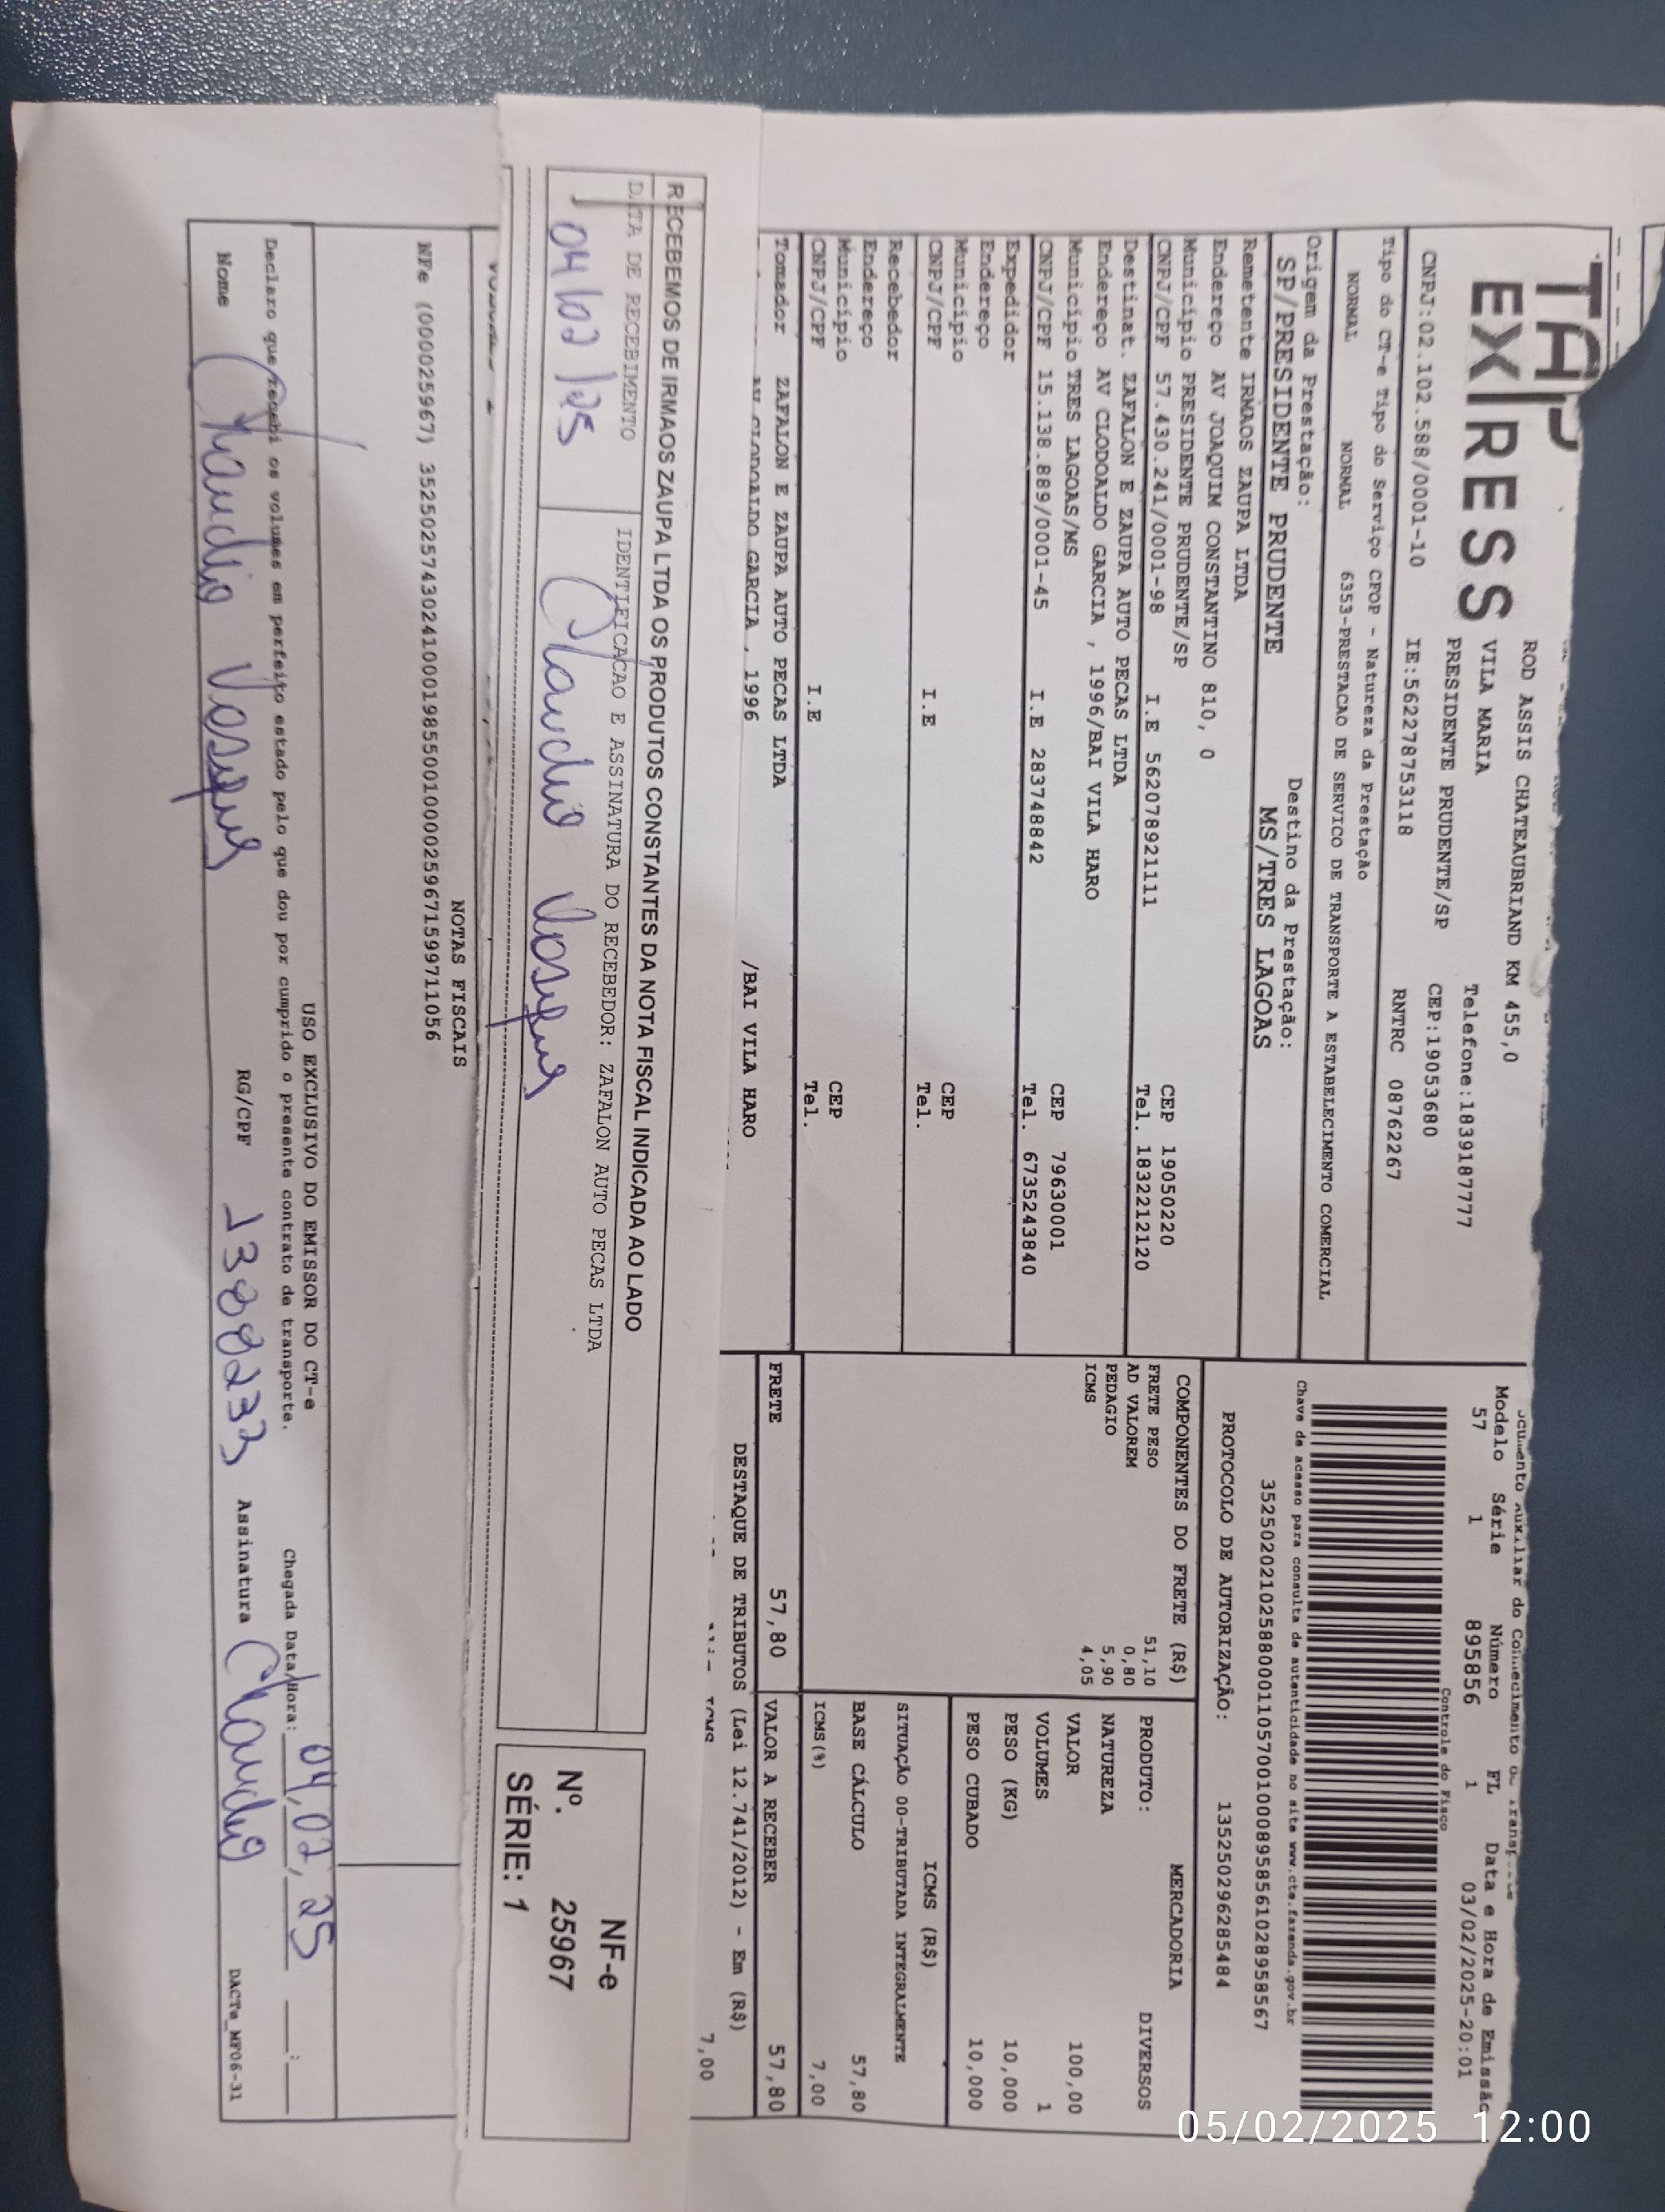 TAP
EXPRESS
ROD ASSIS CHATEAUBRIAND KM 455,0
VILA MARIA
PRESIDENTE PRUDENTE/SP
Telefone:1839187777
CEP:19053680
CNPJ:02.102.588/0001-10
IE:562278753118
RNTRC 08762267
Modelo Série Número FL Data e Hora de Emissão
57 1 895856 1 03/02/2025-20:01
Controle do Fisco
Tipo do CT-e Tipo do Serviço CFOP - Natureza da Prestação
NORMAL NORMAL 6353-PRESTACAO DE SERVICO DE TRANSPORTE A ESTABELECIMENTO COMERCIAL
Chave de acesso para consulta de autenticidade no site www.cte.fazenda.gov.br
Origem da Prestação: Destino da Prestação:
SP/PRESIDENTE PRUDENTE MS/TRES LAGOAS
PROTOCOLO DE AUTORIZAÇÃO: 135250296285484
Remetente IRMAOS ZAUPA LTDA
Endereço AV JOAQUIM CONSTANTINO 810, 0
Município PRESIDENTE PRUDENTE/SP CEP 19050220
CNPJ/CPF 57.430.241/0001-98 I.E 562078921111 Tel. 1832212120
Destinat. ZAFALON E ZAUPA AUTO PECAS LTDA
Endereço AV CLODOALDO GARCIA , 1996/BAI VILA HARO
Município TRES LAGOAS/MS CEP 79630001
CNPJ/CPF 15.138.889/0001-45 I.E 283748842 Tel. 6735243840
Expedidor
Endereço
Município CEP
CNPJ/CPF I.E Tel.
Recebedor
Endereço
Município CEP
CNPJ/CPF I.E Tel.
Tomador ZAFALON E ZAUPA AUTO PECAS LTDA
AV CLODOALDO GARCIA , 1996 /BAI VILA HARO
COMPONENTES DO FRETE (R$)
FRETE PESO 51,10
AD VALOREM 0,80
PEDAGIO 5,90
ICMS 4,05
MERCADORIA
PRODUTO: DIVERSOS
NATUREZA
VALOR 100,00
VOLUMES 1
PESO (KG) 10,000
PESO CUBADO 10,000
ICMS (R$)
SITUAÇÃO 00-TRIBUTADA INTEGRALMENTE
BASE CÁLCULO 57,80
ICMS(%) 7,00
FRETE 57,80 VALOR A RECEBER 57,80
DESTAQUE DE TRIBUTOS (Lei 12.741/2012) - Em (R$)
ICMS 7,00
RECEBEMOS DE IRMAOS ZAUPA LTDA OS PRODUTOS CONSTANTES DA NOTA FISCAL INDICADA AO LADO
DATA DE RECEBIMENTO IDENTIFICACAO E ASSINATURA DO RECEBEDOR: ZAFALON AUTO PECAS LTDA
04/02/25
NF-e
Nº. 25967
SÉRIE: 1
NOTAS FISCAIS
NFe (000025967) 35250257430241000198550010000259671599711056
USO EXCLUSIVO DO EMISSOR DO CT-e
Declaro que recebi os volumes em perfeito estado pelo que dou por cumprido o presente contrato de transporte.
Chegada Data/Hora: 04,02,25 __:__
Nome RG/CPF 1388233 Assinatura
DACTe_MF06-31
05/02/2025 12:00